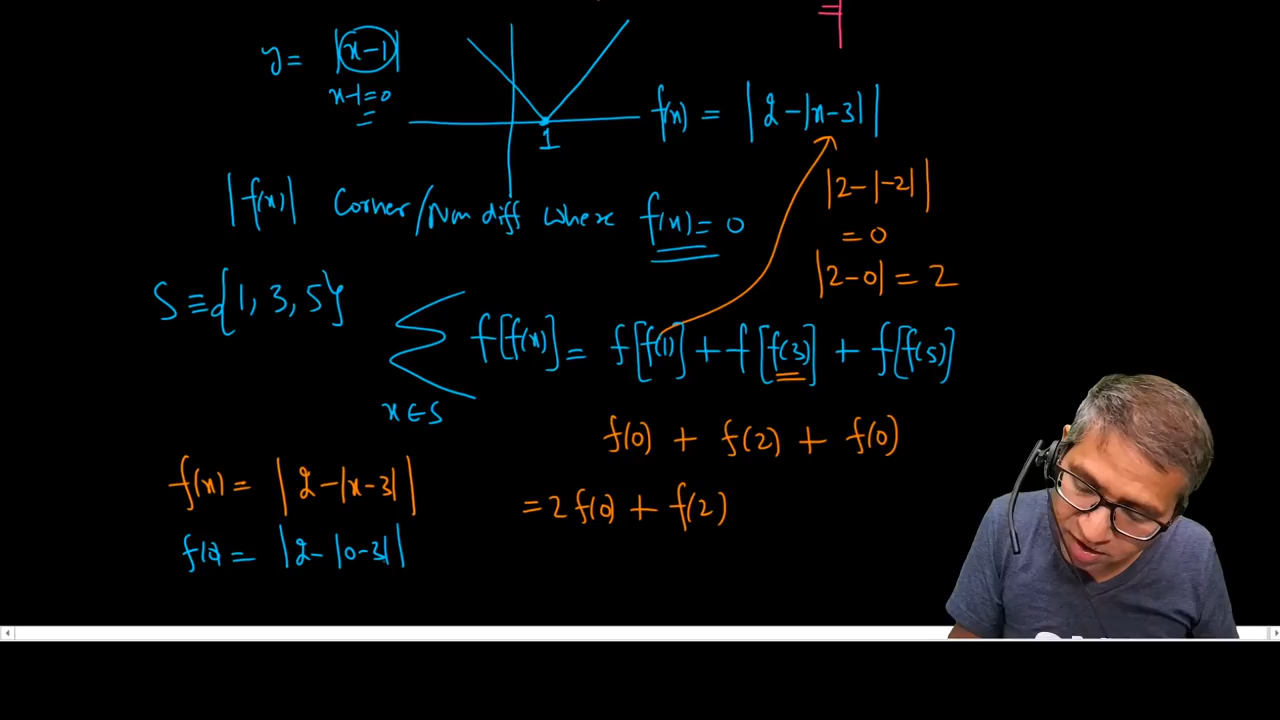 y = |x-1|
x-1=0
1
f(x) = |2-|x-3||
|2-|-2||
= 0
|2-0| = 2
|f(x)| Corner/Non diff where f(x) = 0
S ≡ {1, 3, 5}
∑ f[f(x)] = f[f(1)] + f[f(3)] + f[f(5)]
x ∈ S
f(0) + f(2) + f(0)
= 2f(0) + f(2)
f(x) = |2-|x-3||
f(0) = |2-|0-3||